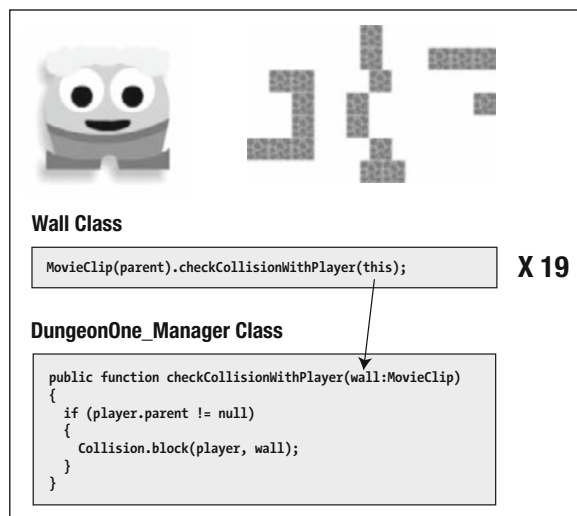 Wall Class
MovieClip(parent).checkCollisionWithPlayer(this);
X 19
DungeonOne_Manager Class
public function checkCollisionWithPlayer(wall:MovieClip)
{
if (player.parent != null)
{
Collision.block(player, wall);
}
}